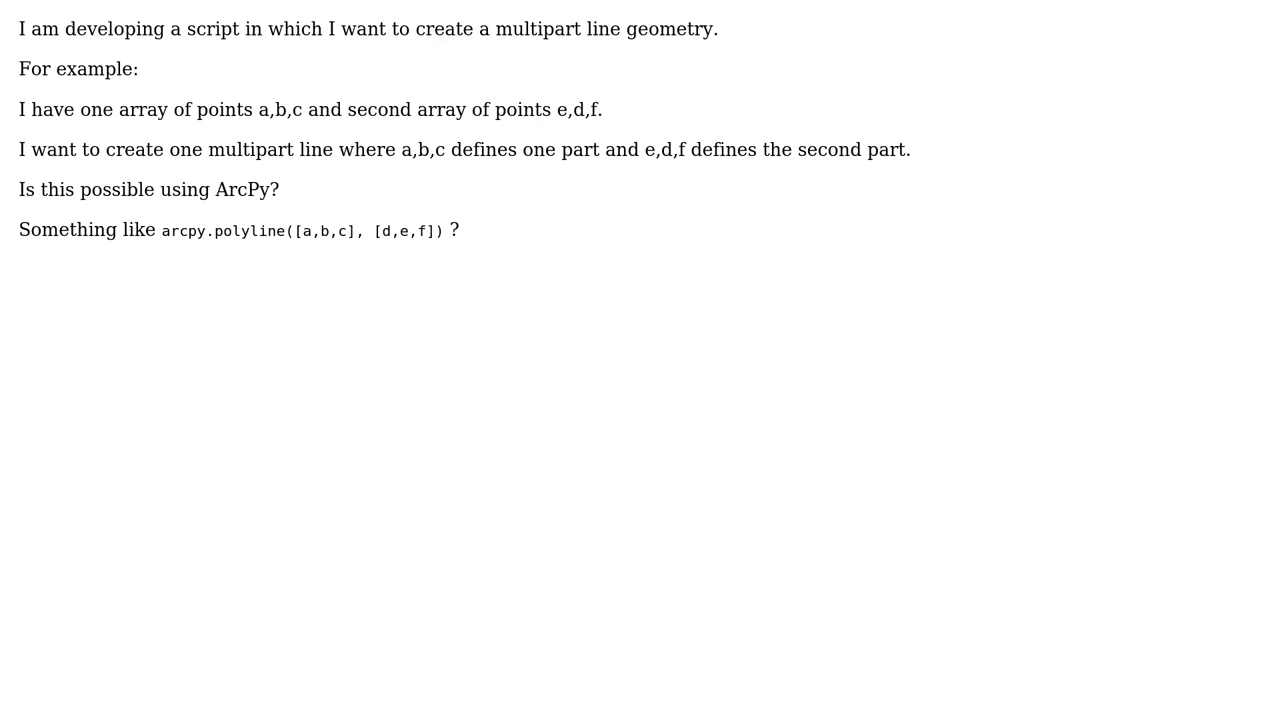 I am developing a script in which I want to create a multipart line geometry.
For example:
I have one array of points a,b,c and second array of points e,d,f.
I want to create one multipart line where a,b,c defines one part and e,d,f defines the second part.
Is this possible using ArcPy?
Something like arcpy.polyline([a,b,c], [d,e,f]) ?